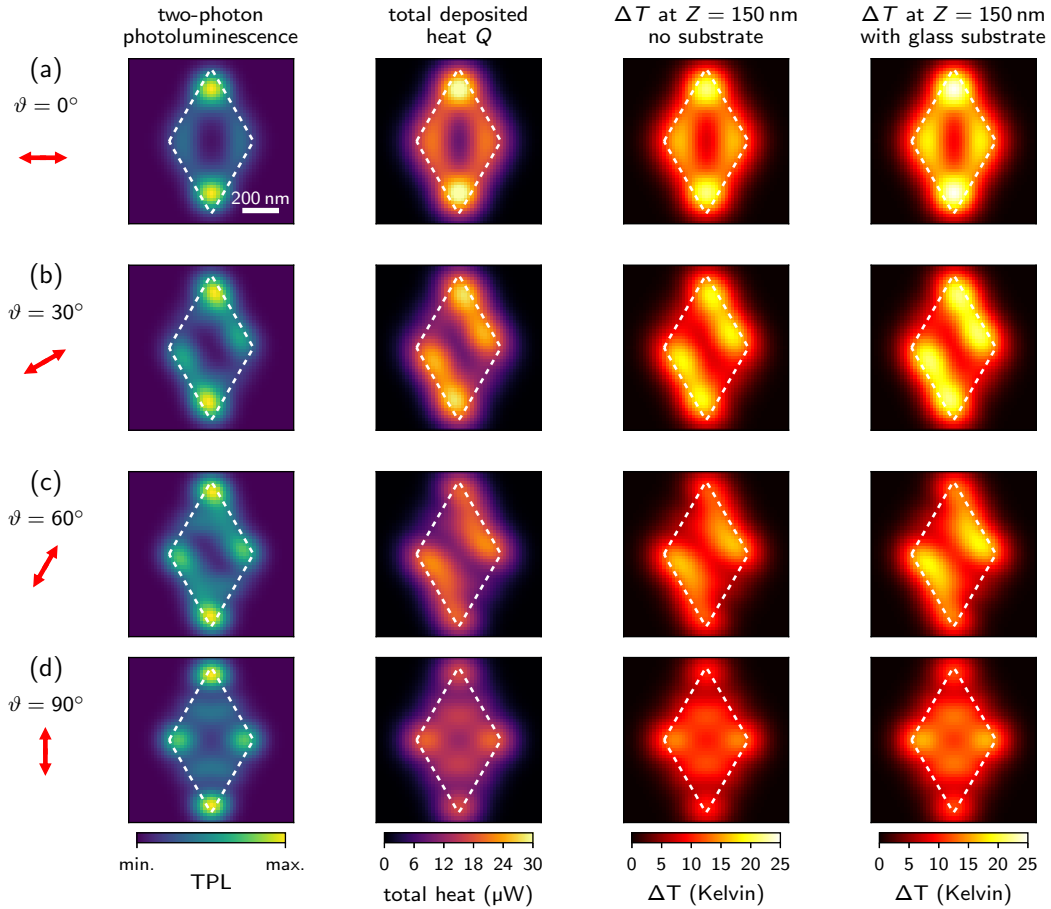 two-photon
photoluminescence
total deposited
heat Q
ΔT at Z = 150 nm
no substrate
ΔT at Z = 150 nm
with glass substrate
(a)
ϑ = 0°
200 nm
(b)
ϑ = 30°
(c)
ϑ = 60°
(d)
ϑ = 90°
min. max.
TPL
0 6 12 18 24 30
total heat (µW)
0 5 10 15 20 25
ΔT (Kelvin)
0 5 10 15 20 25
ΔT (Kelvin)